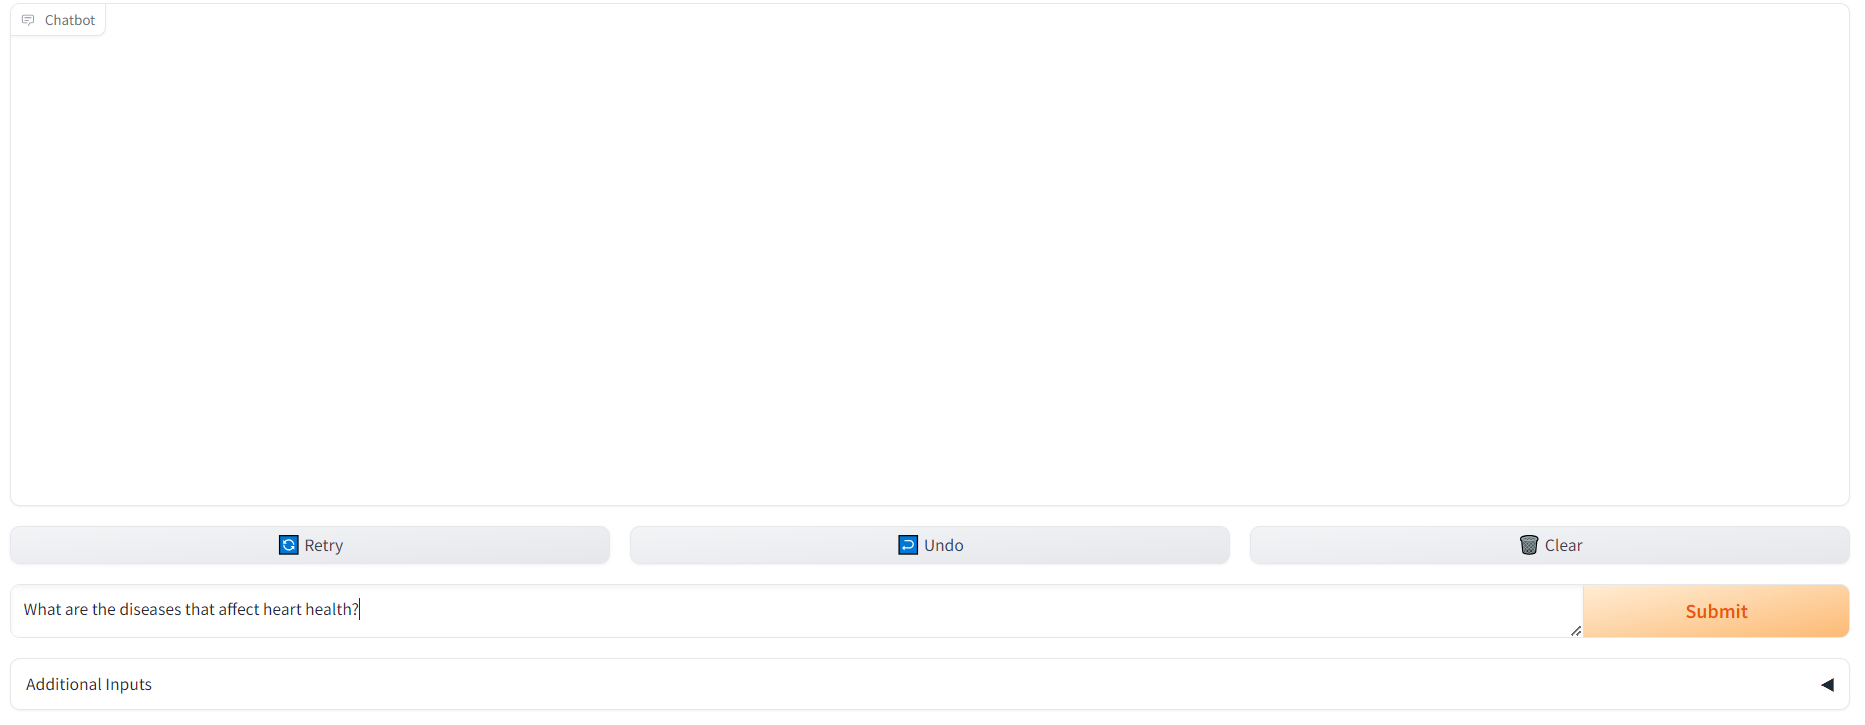 Chatbot
Retry
Undo
Clear
What are the diseases that affect heart health?
Submit
Additional Inputs